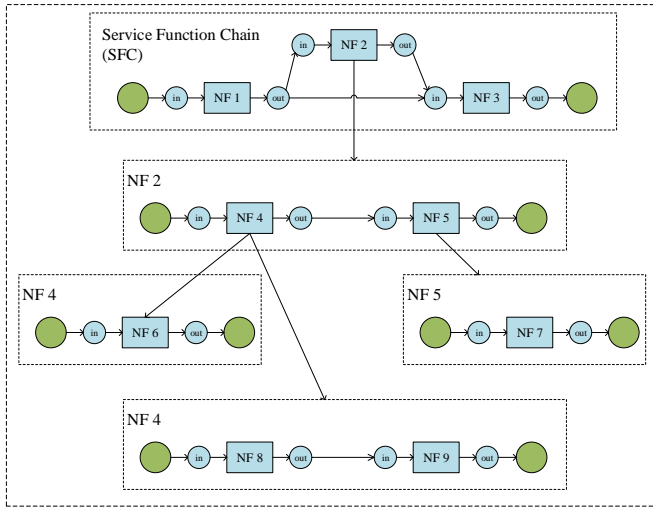 Service Function Chain
(SFC)
in
NF 2
out
in
NF 1
out
in
NF 3
out
NF 2
in
NF 4
out
in
NF 5
out
NF 4
in
NF 6
out
NF 5
in
NF 7
out
NF 4
in
NF 8
out
in
NF 9
out